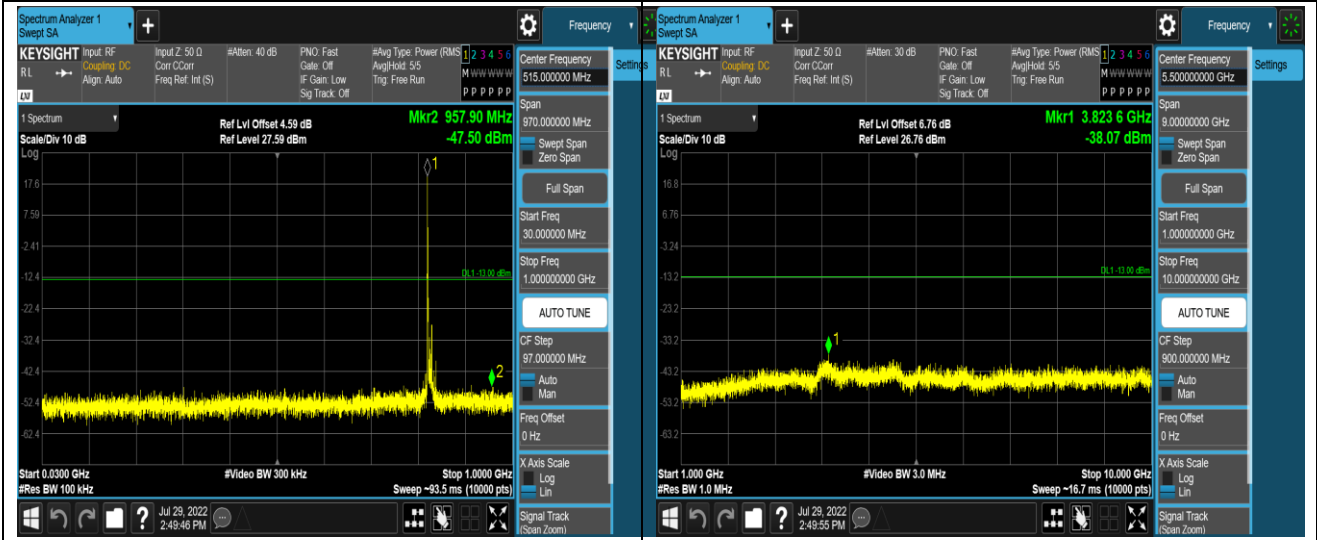 Spectrum Analyzer 1
Swept SA
+
Frequency
KEYSIGHT
Input: RF
Coupling: DC
Align: Auto
Input Z: 50 Ω
Corr CCorr
Freq Ref: Int (S)
#Atten: 40 dB
PNO: Fast
Gate: Off
IF Gain: Low
Sig Track: Off
#Avg Type: Power (RMS
Avg|Hold: 5/5
Trig: Free Run
1 2 3 4 5 6
M W W W W W
P P P P P P
RL
LXI
Center Frequency
515.000000 MHz
Settings
1 Spectrum
Ref Lvl Offset 4.59 dB
Mkr2 957.90 MHz
Scale/Div 10 dB
Ref Level 27.59 dBm
-47.50 dBm
Log
17.6
7.59
-2.41
-12.4
-22.4
-32.4
-42.4
-52.4
-62.4
1
DL1 -13.00 dBm
2
Start 0.0300 GHz
#Video BW 300 kHz
Stop 1.0000 GHz
#Res BW 100 kHz
Sweep ~93.5 ms (10000 pts)
Span
970.000000 MHz
Swept Span
Zero Span
Full Span
Start Freq
30.000000 MHz
Stop Freq
1.000000000 GHz
AUTO TUNE
CF Step
97.000000 MHz
Auto
Man
Freq Offset
0 Hz
X Axis Scale
Log
Lin
Signal Track
(Span Zoom)
?
Jul 29, 2022
2:49:46 PM
Spectrum Analyzer 1
Swept SA
+
Frequency
KEYSIGHT
Input: RF
Coupling: DC
Align: Auto
Input Z: 50 Ω
Corr CCorr
Freq Ref: Int (S)
#Atten: 30 dB
PNO: Fast
Gate: Off
IF Gain: Low
Sig Track: Off
#Avg Type: Power (RMS
Avg|Hold: 5/5
Trig: Free Run
1 2 3 4 5 6
M W W W W W
P P P P P P
RL
LXI
Center Frequency
5.500000000 GHz
Settings
1 Spectrum
Ref Lvl Offset 6.76 dB
Mkr1 3.823 6 GHz
Scale/Div 10 dB
Ref Level 26.76 dBm
-38.07 dBm
Log
16.8
6.76
-3.24
-13.2
-23.2
-33.2
-43.2
-53.2
-63.2
DL1 -13.00 dBm
1
Start 1.000 GHz
#Video BW 3.0 MHz
Stop 10.000 GHz
#Res BW 1.0 MHz
Sweep ~16.7 ms (10000 pts)
Span
9.00000000 GHz
Swept Span
Zero Span
Full Span
Start Freq
1.000000000 GHz
Stop Freq
10.000000000 GHz
AUTO TUNE
CF Step
900.000000 MHz
Auto
Man
Freq Offset
0 Hz
X Axis Scale
Log
Lin
Signal Track
(Span Zoom)
?
Jul 29, 2022
2:49:55 PM